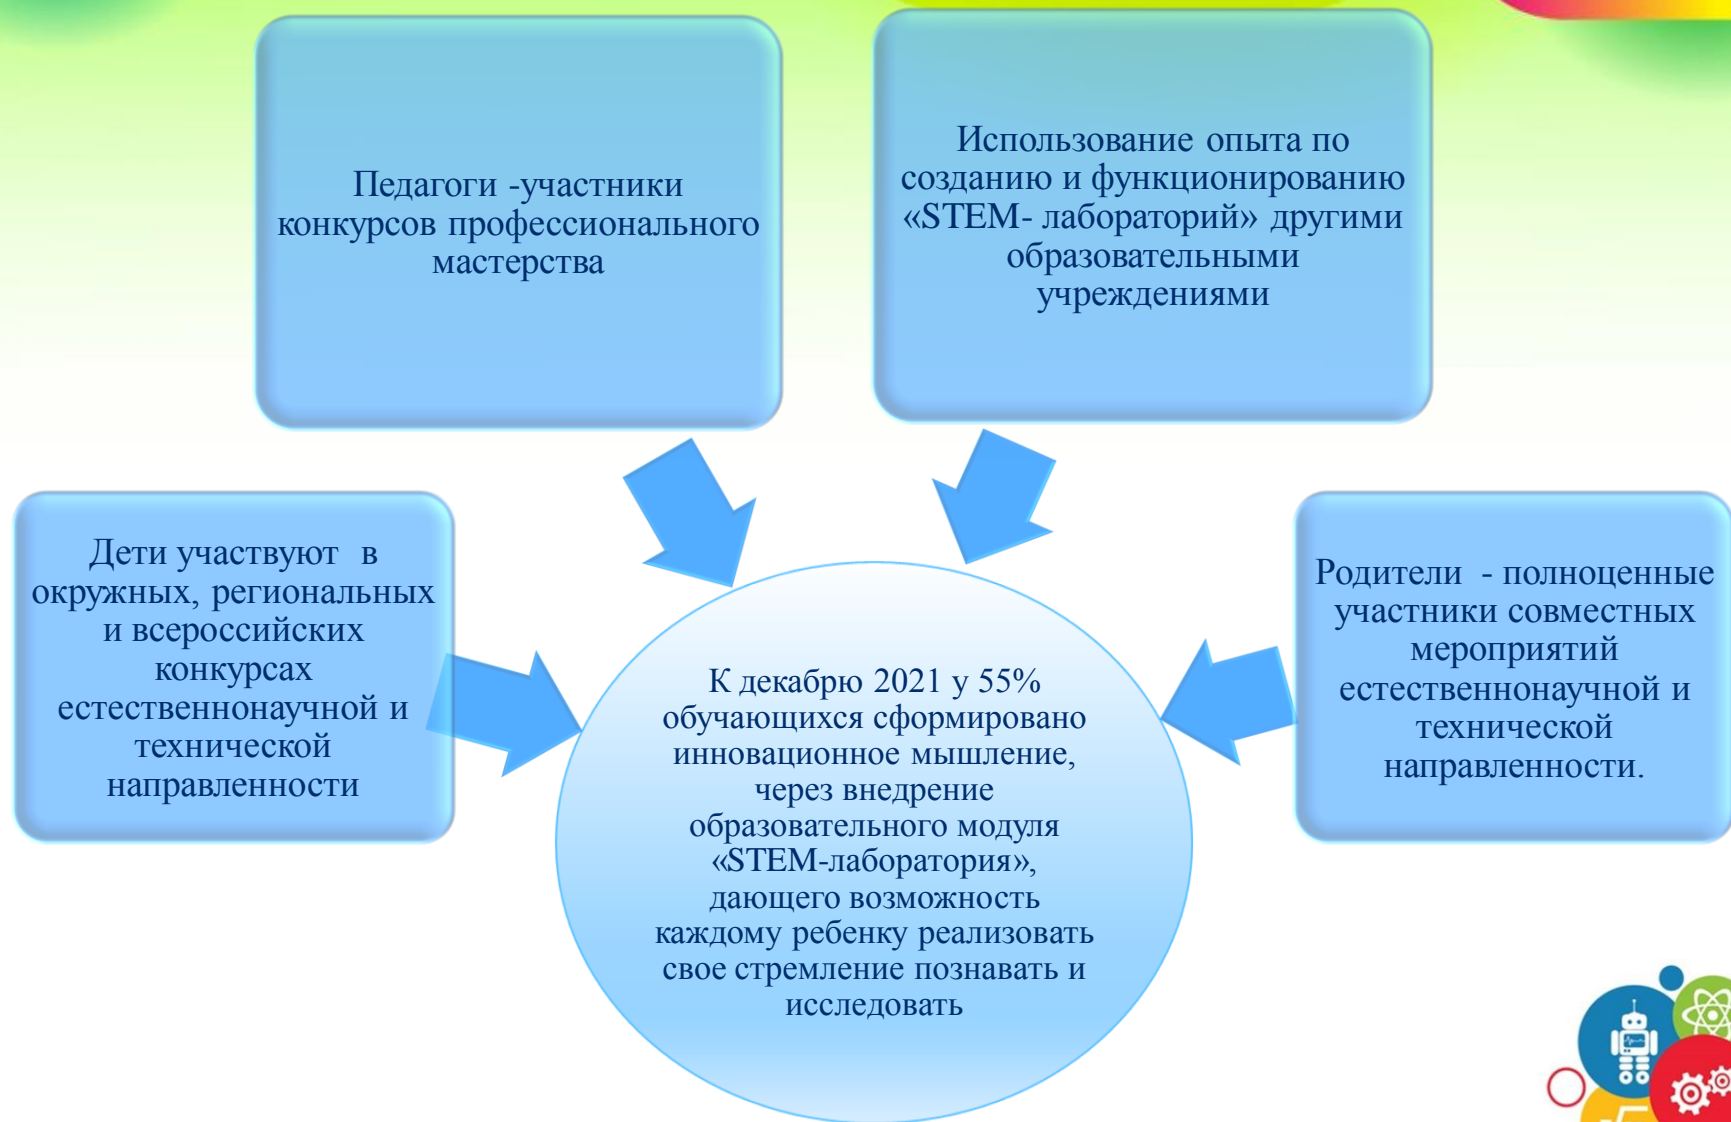 Педагоги -участники
конкурсов профессионального
мастерства
Использование опыта по
созданию и функционированию
«STEM- лабораторий» другими
образовательными
учреждениями
Дети участвуют  в
окружных, региональных
и всероссийских
конкурсах
естественнонаучной и
технической
направленности
Родители  - полноценные
участники совместных
мероприятий
естественнонаучной и
технической
направленности.
К декабрю 2021 у 55%
обучающихся сформировано
инновационное мышление,
через внедрение
образовательного модуля
«STEM-лаборатория»,
дающего возможность
каждому ребенку реализовать
свое стремление познавать и
исследовать